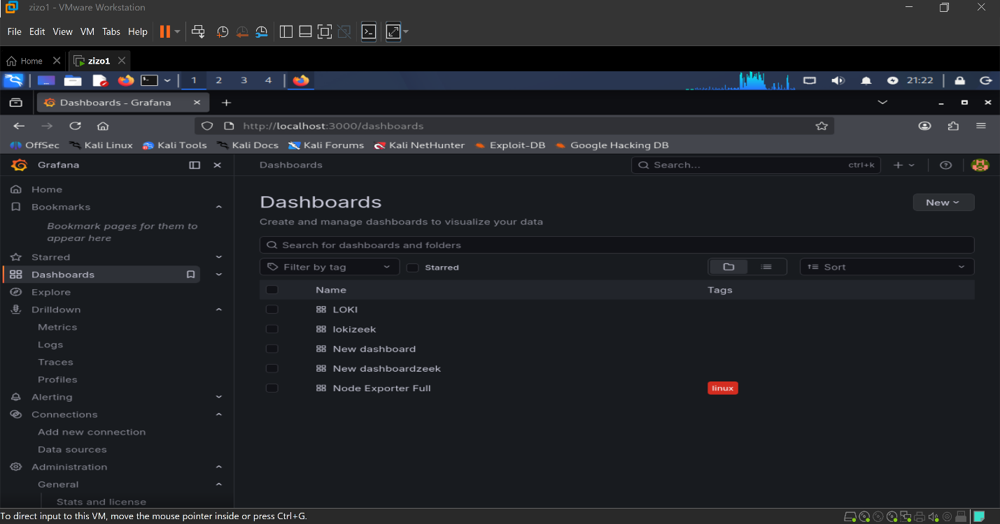 zizo1 - VMware Workstation
File Edit View VM Tabs Help
Home zizo1
1 2 3 4 21:22
Dashboards - Grafana
http://localhost:3000/dashboards
OffSec Kali Linux Kali Tools Kali Docs Kali Forums Kali NetHunter Exploit-DB Google Hacking DB
Grafana Dashboards Search... ctrl+k
Home
Bookmarks
Bookmark pages for them to
appear here
Starred
Dashboards
Explore
Drilldown
Metrics
Logs
Traces
Profiles
Alerting
Connections
Add new connection
Data sources
Administration
General
Stats and license
Dashboards
New
Create and manage dashboards to visualize your data
Search for dashboards and folders
Filter by tag Starred Sort
Name Tags
LOKI
lokizeek
New dashboard
New dashboardzeek
Node Exporter Full linux
To direct input to this VM, move the mouse pointer inside or press Ctrl+G.